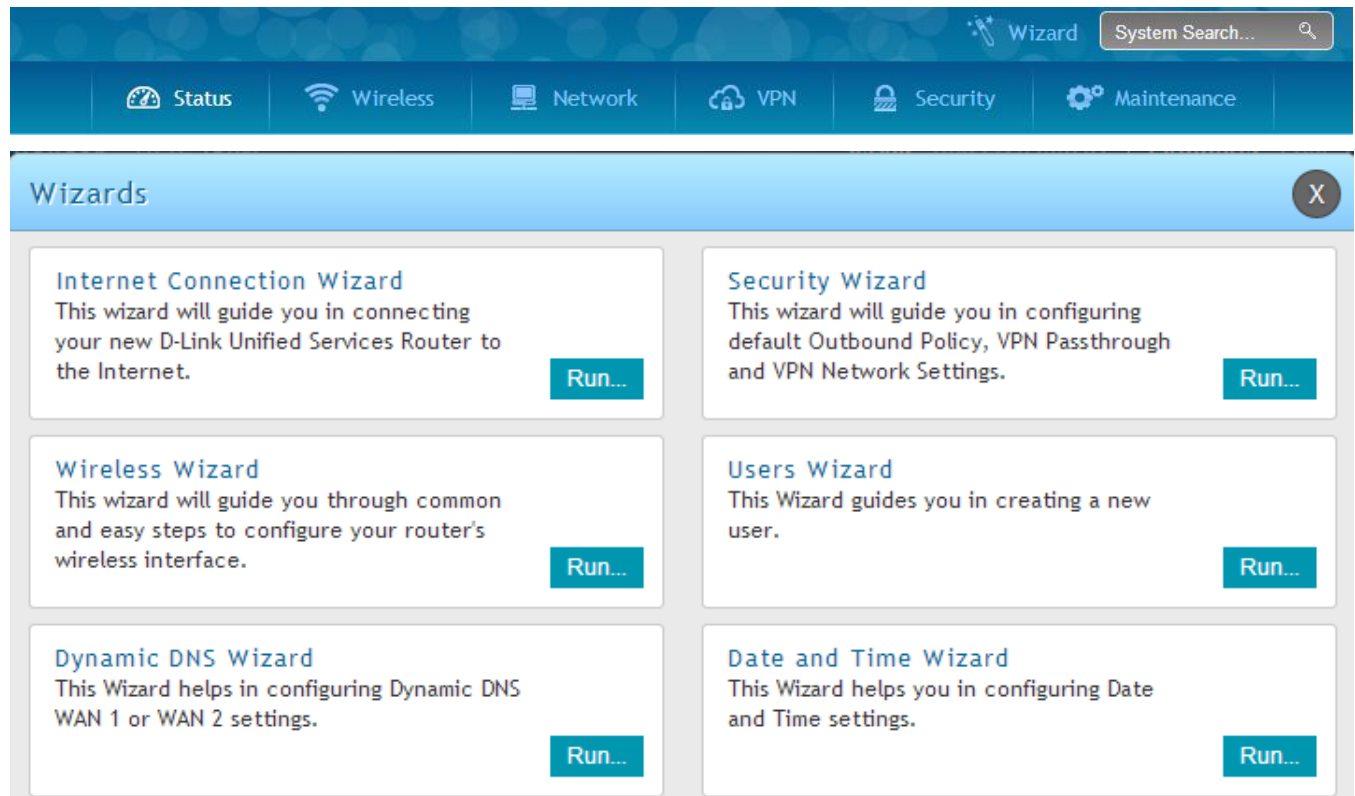 Wizard
System Search...
Status
Wireless
Network
VPN
Security
Maintenance
Wizards
X
Internet Connection Wizard
This wizard will guide you in connecting
your new D-Link Unified Services Router to
the Internet.
Run...
Security Wizard
This wizard will guide you in configuring
default Outbound Policy, VPN Passthrough
and VPN Network Settings.
Run...
Wireless Wizard
This wizard will guide you through common
and easy steps to configure your router's
wireless interface.
Run...
Users Wizard
This Wizard guides you in creating a new
user.
Run...
Dynamic DNS Wizard
This Wizard helps in configuring Dynamic DNS
WAN 1 or WAN 2 settings.
Run...
Date and Time Wizard
This Wizard helps you in configuring Date
and Time settings.
Run...